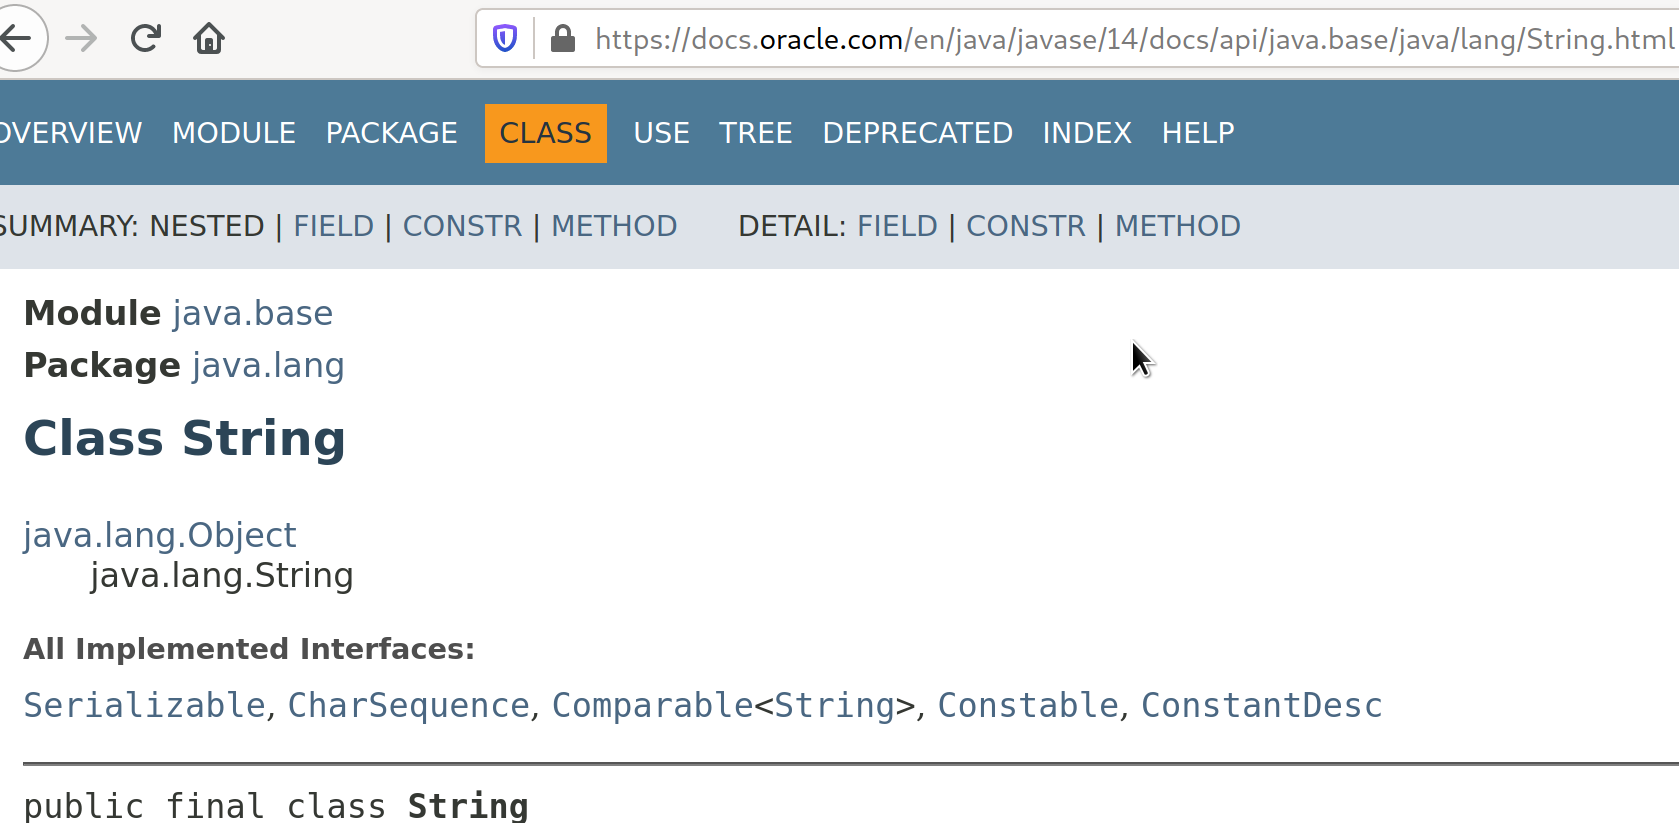 https://docs.oracle.com/en/java/javase/14/docs/api/java.base/java/lang/String.html
OVERVIEW MODULE PACKAGE CLASS USE TREE DEPRECATED INDEX HELP
SUMMARY: NESTED | FIELD | CONSTR | METHOD DETAIL: FIELD | CONSTR | METHOD
Module java.base
Package java.lang
Class String
java.lang.Object
java.lang.String
All Implemented Interfaces:
Serializable, CharSequence, Comparable<String>, Constable, ConstantDesc
public final class String